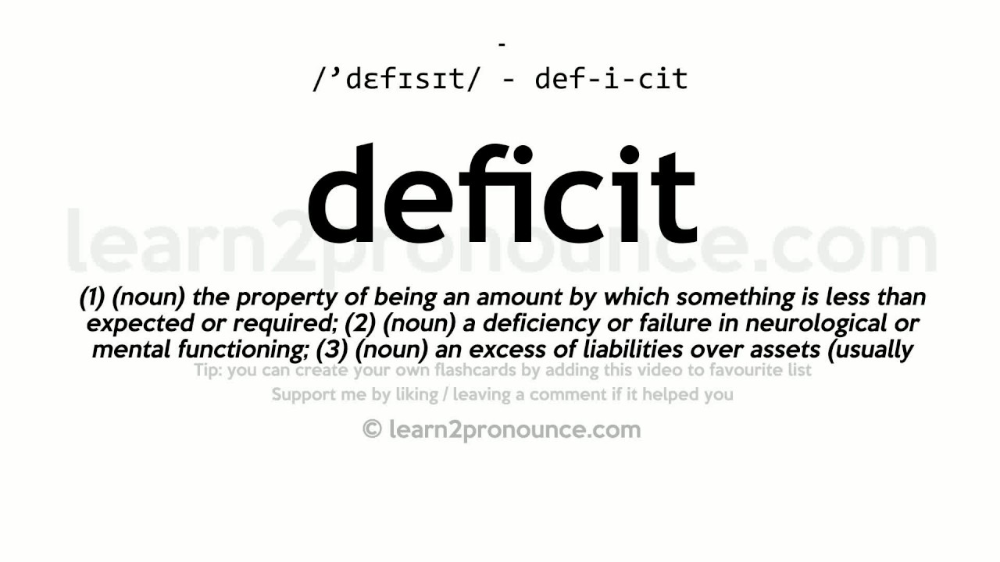 -
/’dɛfɪsɪt/ - def-i-cit
deficit
learn2pronounce.com
(1) (noun) the property of being an amount by which something is less than
expected or required; (2) (noun) a deficiency or failure in neurological or
mental functioning; (3) (noun) an excess of liabilities over assets (usually
Tip: you can create your own flashcards by adding this video to favourite list
Support me by liking / leaving a comment if it helped you
© learn2pronounce.com